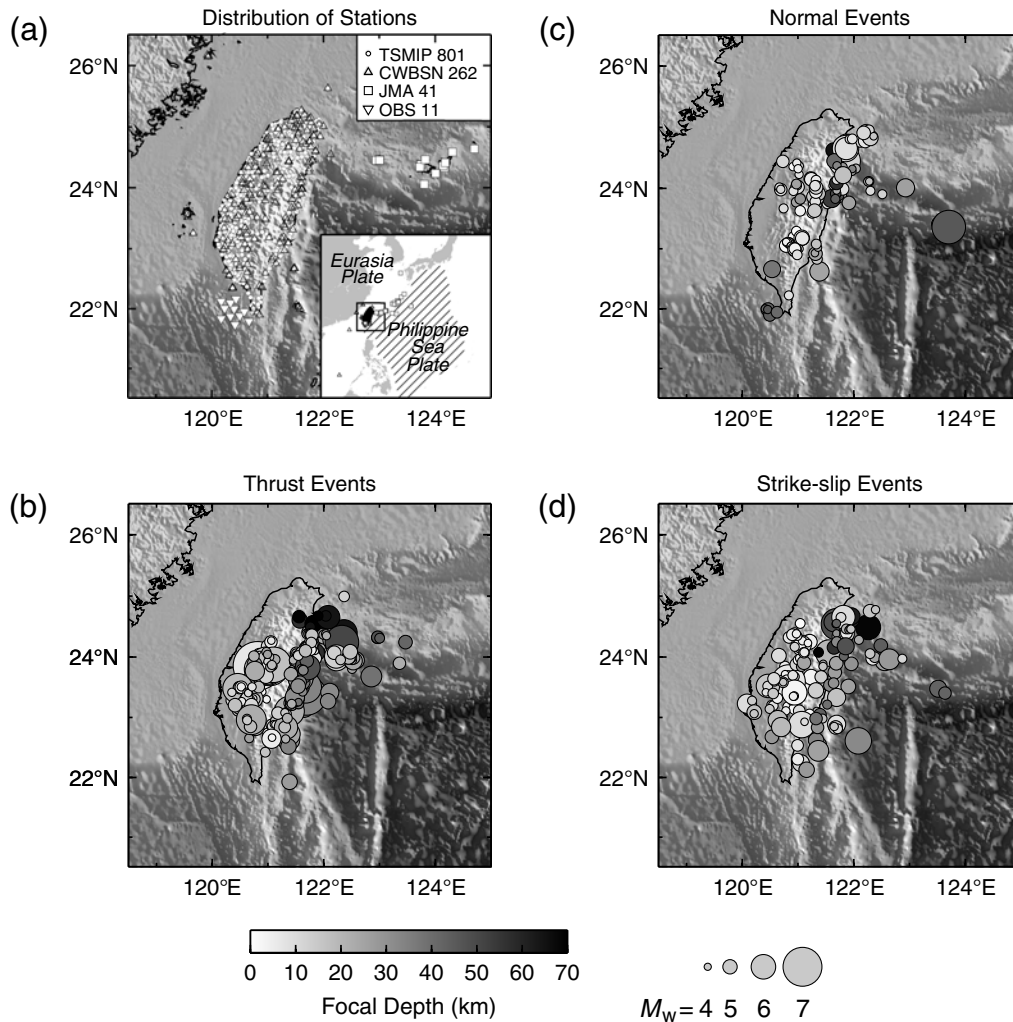 (a)
Distribution of Stations
26°N
24°N
22°N
120°E 122°E 124°E
TSMIP 801
CWBSN 262
JMA 41
OBS 11
Eurasia
Plate
Philippine
Sea
Plate
(c)
Normal Events
26°N
24°N
22°N
120°E 122°E 124°E
(b)
Thrust Events
26°N
24°N
22°N
120°E 122°E 124°E
(d)
Strike-slip Events
26°N
24°N
22°N
120°E 122°E 124°E
0 10 20 30 40 50 60 70
Focal Depth (km)
Mw= 4 5 6 7